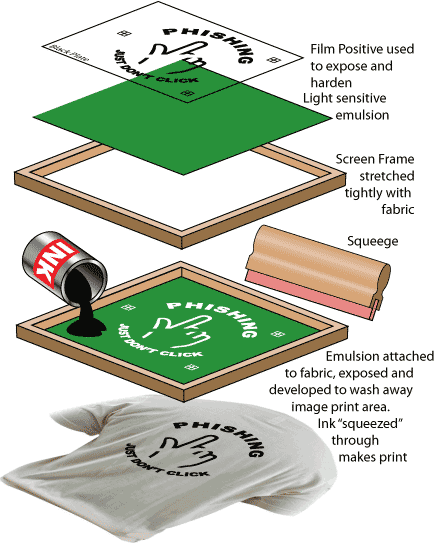 PHISHING
JUST DON'T CLICK
Black Plate
Film Positive used
to expose and
harden
Light sensitive
emulsion
Screen Frame
stretched
tightly with
fabric
Squeege
INK
PHISHING
JUST DON'T CLICK
Emulsion attached
to fabric, exposed and
developed to wash away
image print area.
Ink "squeezed"
through
makes print
PHISHING
JUST DON'T CLICK